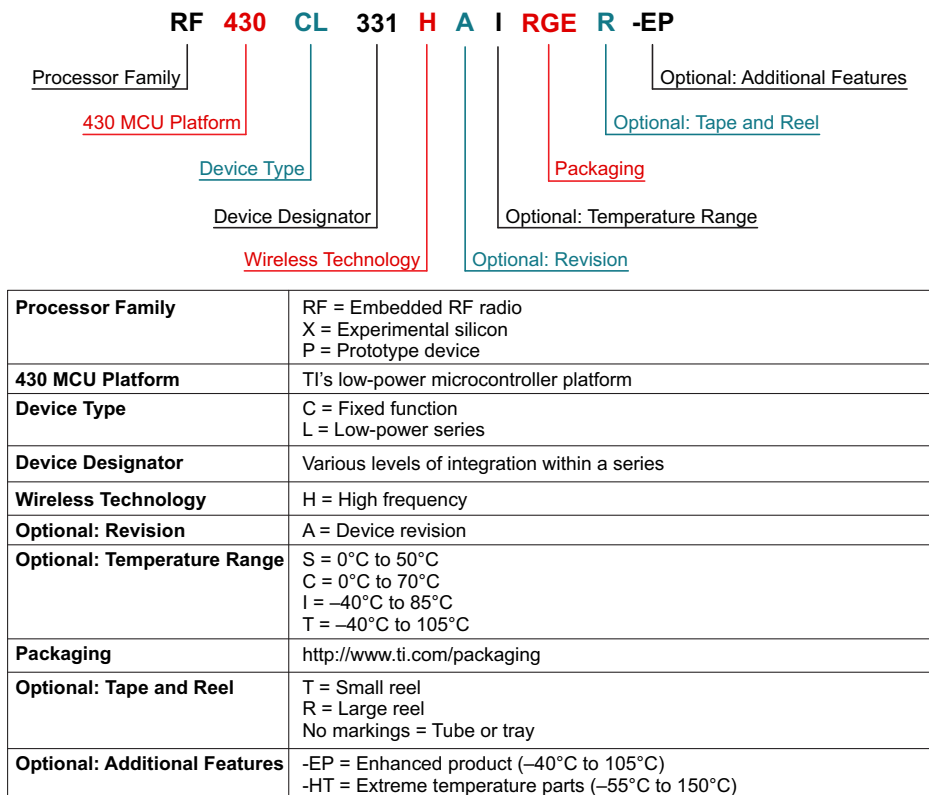 RF 430 CL 331 H A I RGE R -EP
Processor Family
Optional: Additional Features
430 MCU Platform
Optional: Tape and Reel
Device Type
Packaging
Device Designator
Optional: Temperature Range
Wireless Technology
Optional: Revision
Processor Family
RF = Embedded RF radio
X = Experimental silicon
P = Prototype device
430 MCU Platform
TI's low-power microcontroller platform
Device Type
C = Fixed function
L = Low-power series
Device Designator
Various levels of integration within a series
Wireless Technology
H = High frequency
Optional: Revision
A = Device revision
Optional: Temperature Range
S = 0°C to 50°C
C = 0°C to 70°C
I = –40°C to 85°C
T = –40°C to 105°C
Packaging
http://www.ti.com/packaging
Optional: Tape and Reel
T = Small reel
R = Large reel
No markings = Tube or tray
Optional: Additional Features
-EP = Enhanced product (–40°C to 105°C)
-HT = Extreme temperature parts (–55°C to 150°C)